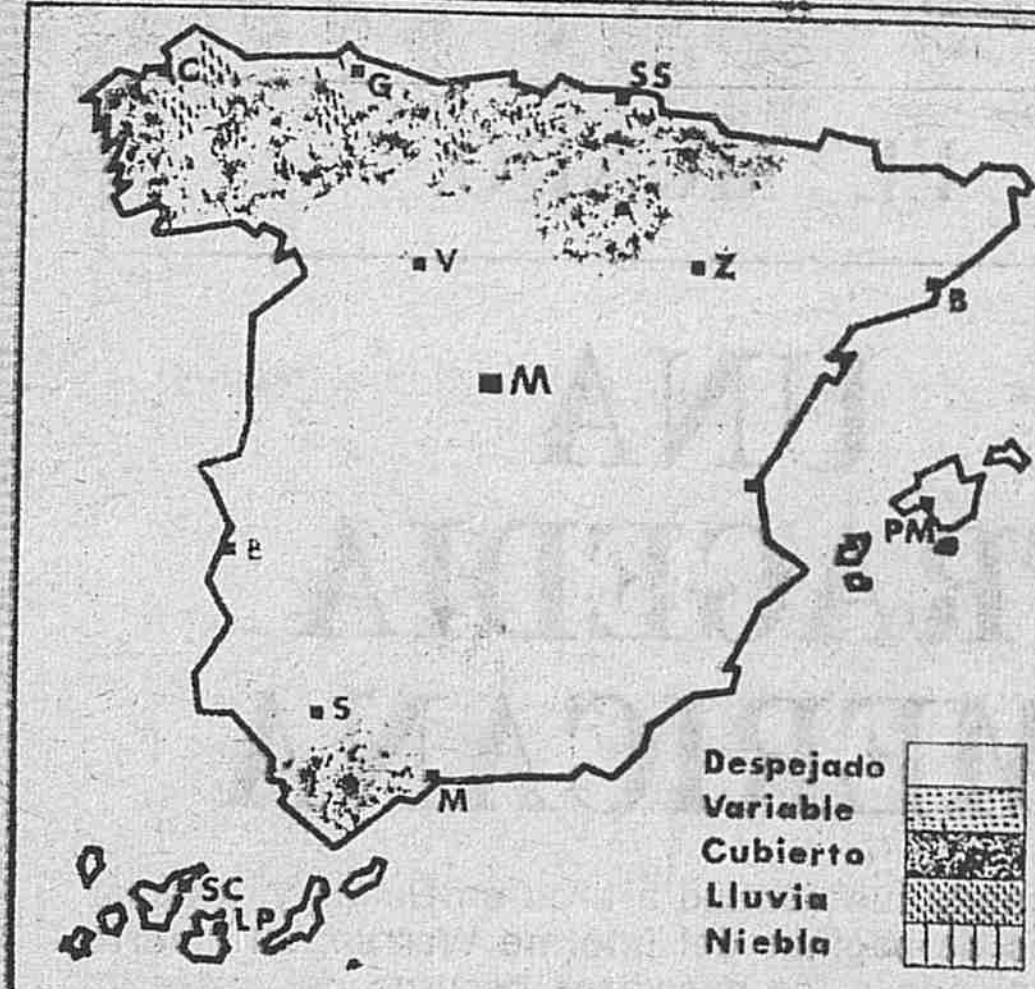 C
G
SS
V
Z
B
M
PM
S
M
SC
LP
Despejado
Variable
Cubierto
Lluvia
Niebla